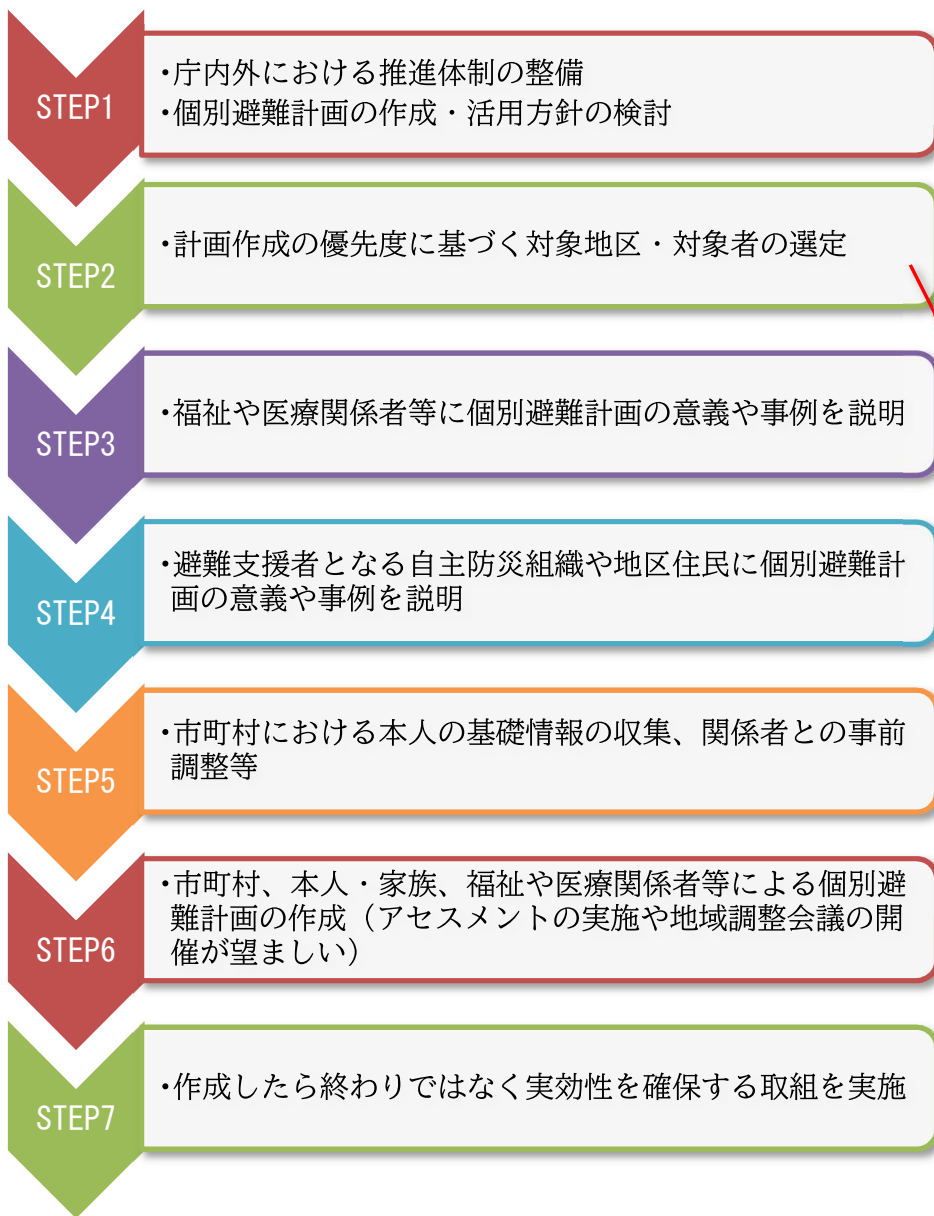 STEP1
・庁内外における推進体制の整備
・個別避難計画の作成・活用方針の検討
STEP2
・計画作成の優先度に基づく対象地区・対象者の選定
STEP3
・福祉や医療関係者等に個別避難計画の意義や事例を説明
STEP4
・避難支援者となる自主防災組織や地区住民に個別避難計
画の意義や事例を説明
STEP5
・市町村における本人の基礎情報の収集、関係者との事前
調整等
STEP6
・市町村、本人・家族、福祉や医療関係者等による個別避
難計画の作成（アセスメントの実施や地域調整会議の開
催が望ましい）
STEP7
・作成したら終わりではなく実効性を確保する取組を実施